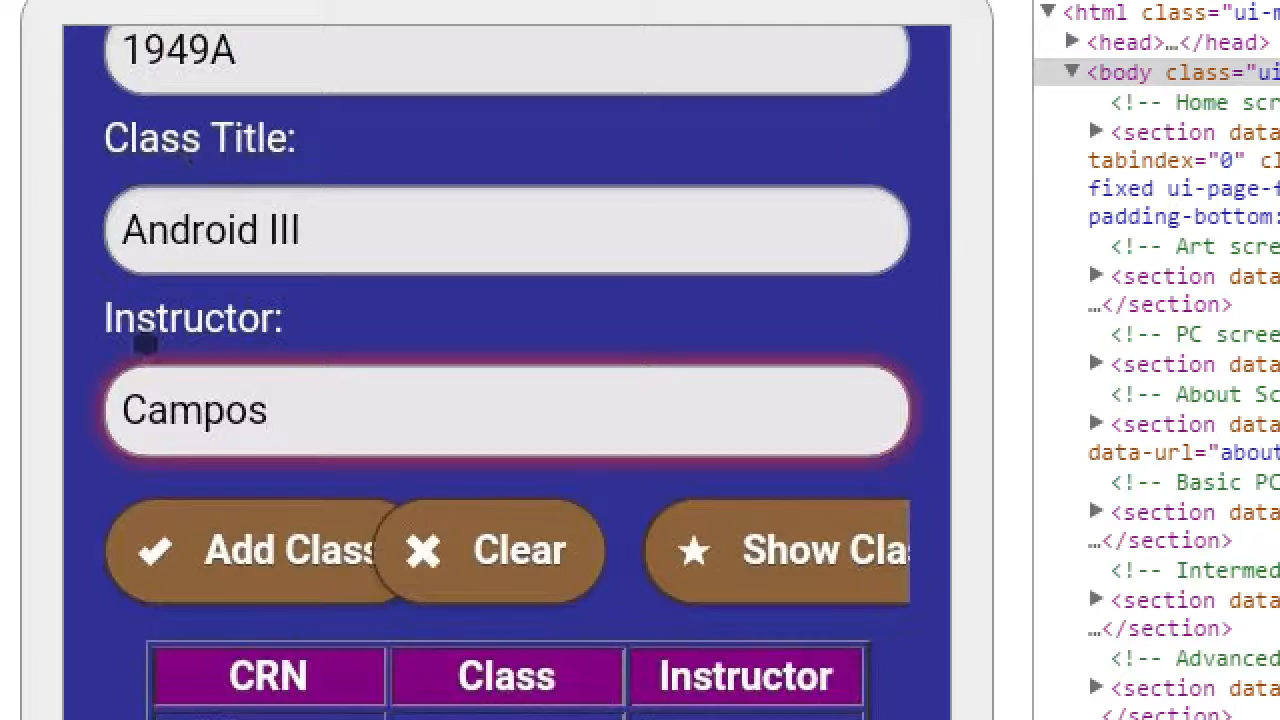 1949A
Class Title:
Android III
Instructor:
Campos
Add Class
Clear
Show Cla
CRN
Class
Instructor
<html class="ui-m
<head>…</head>
<body class="ui
<!-- Home scr
<section data
tabindex="0" cl
fixed ui-page-f
padding-bottom:
<!-- Art scre
<section data
…</section>
<!-- PC scree
<section data
<!-- About Sc
<section data
data-url="about
<!-- Basic PC
<section data
…</section>
<!-- Intermed
<section data
…</section>
<!-- Advanced
<section data
</section>